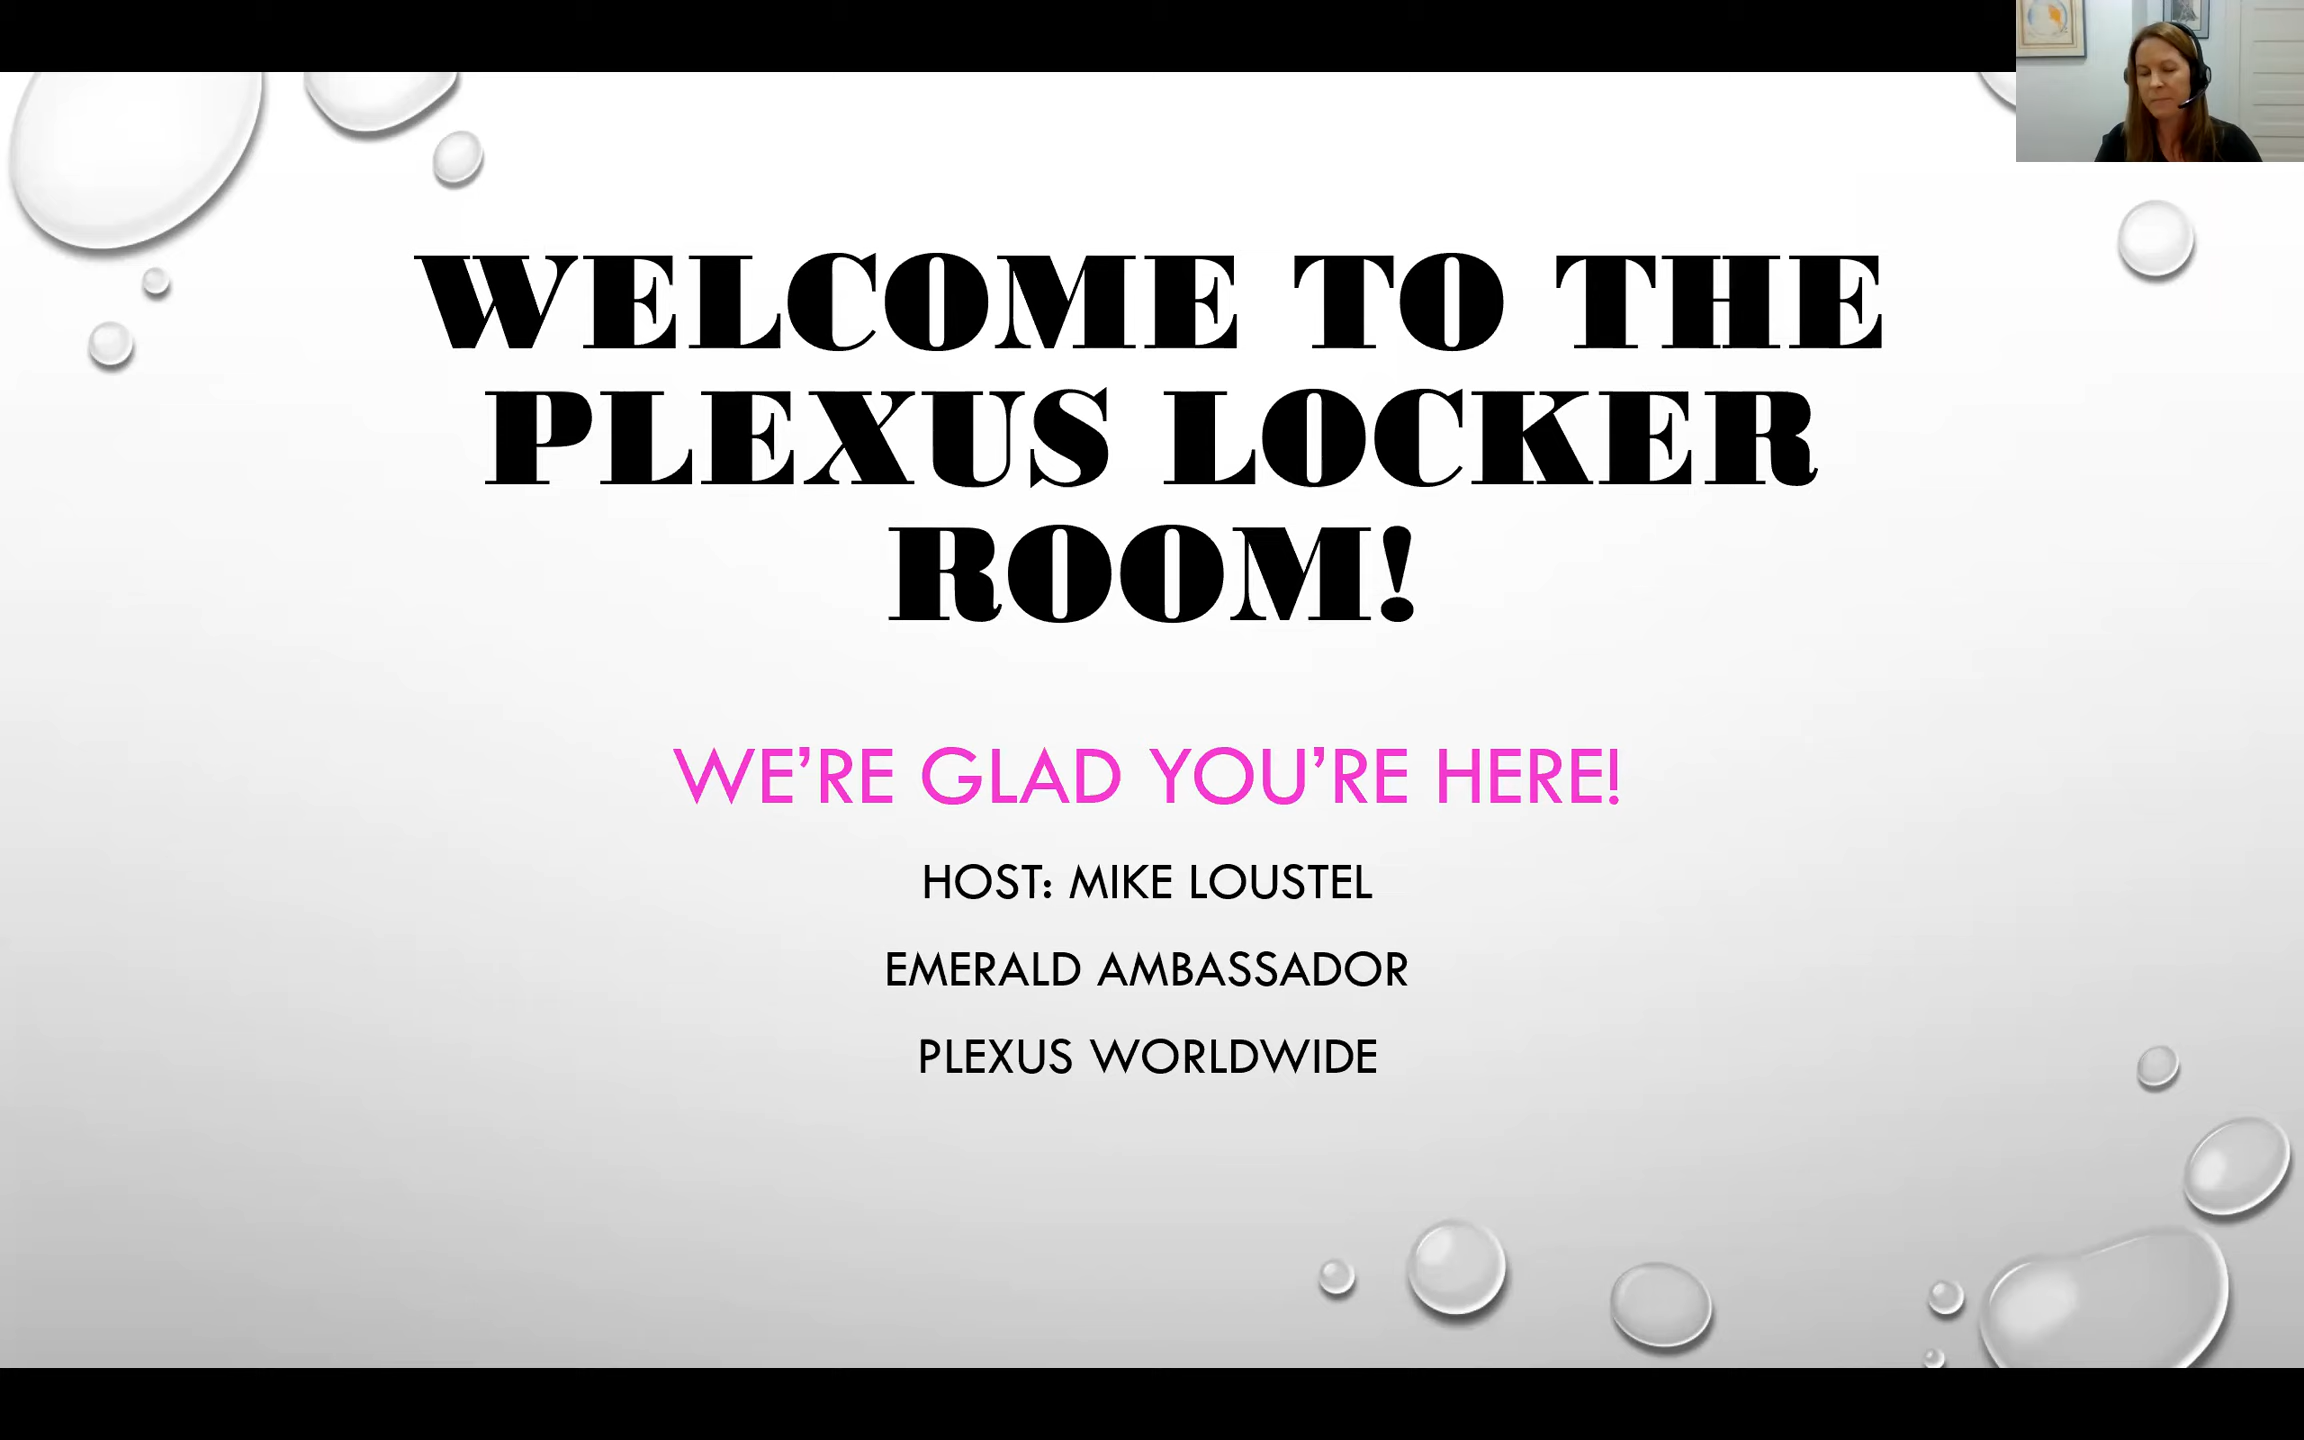 WELCOME TO THE
PLEXUS LOCKER
ROOM!
WE’RE GLAD YOU’RE HERE!
HOST: MIKE LOUSTEL
EMERALD AMBASSADOR
PLEXUS WORLDWIDE